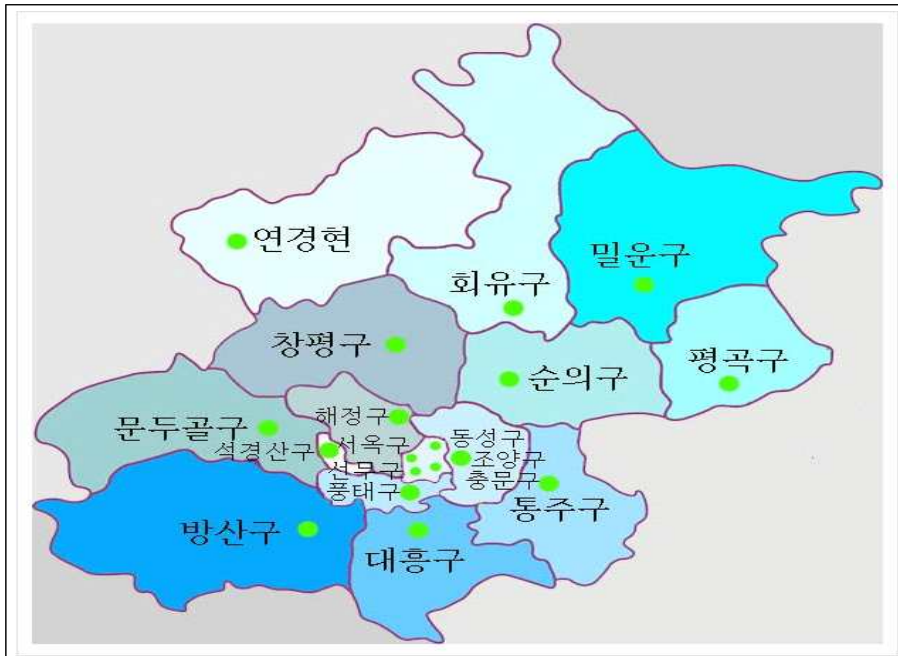 연경현
밀운구
회유구
창평구
평곡구
순의구
해정구
문두골구
동성구
서옥구
석경산구
조양구
선무구
충문구
풍태구
통주구
방산구
대흥구